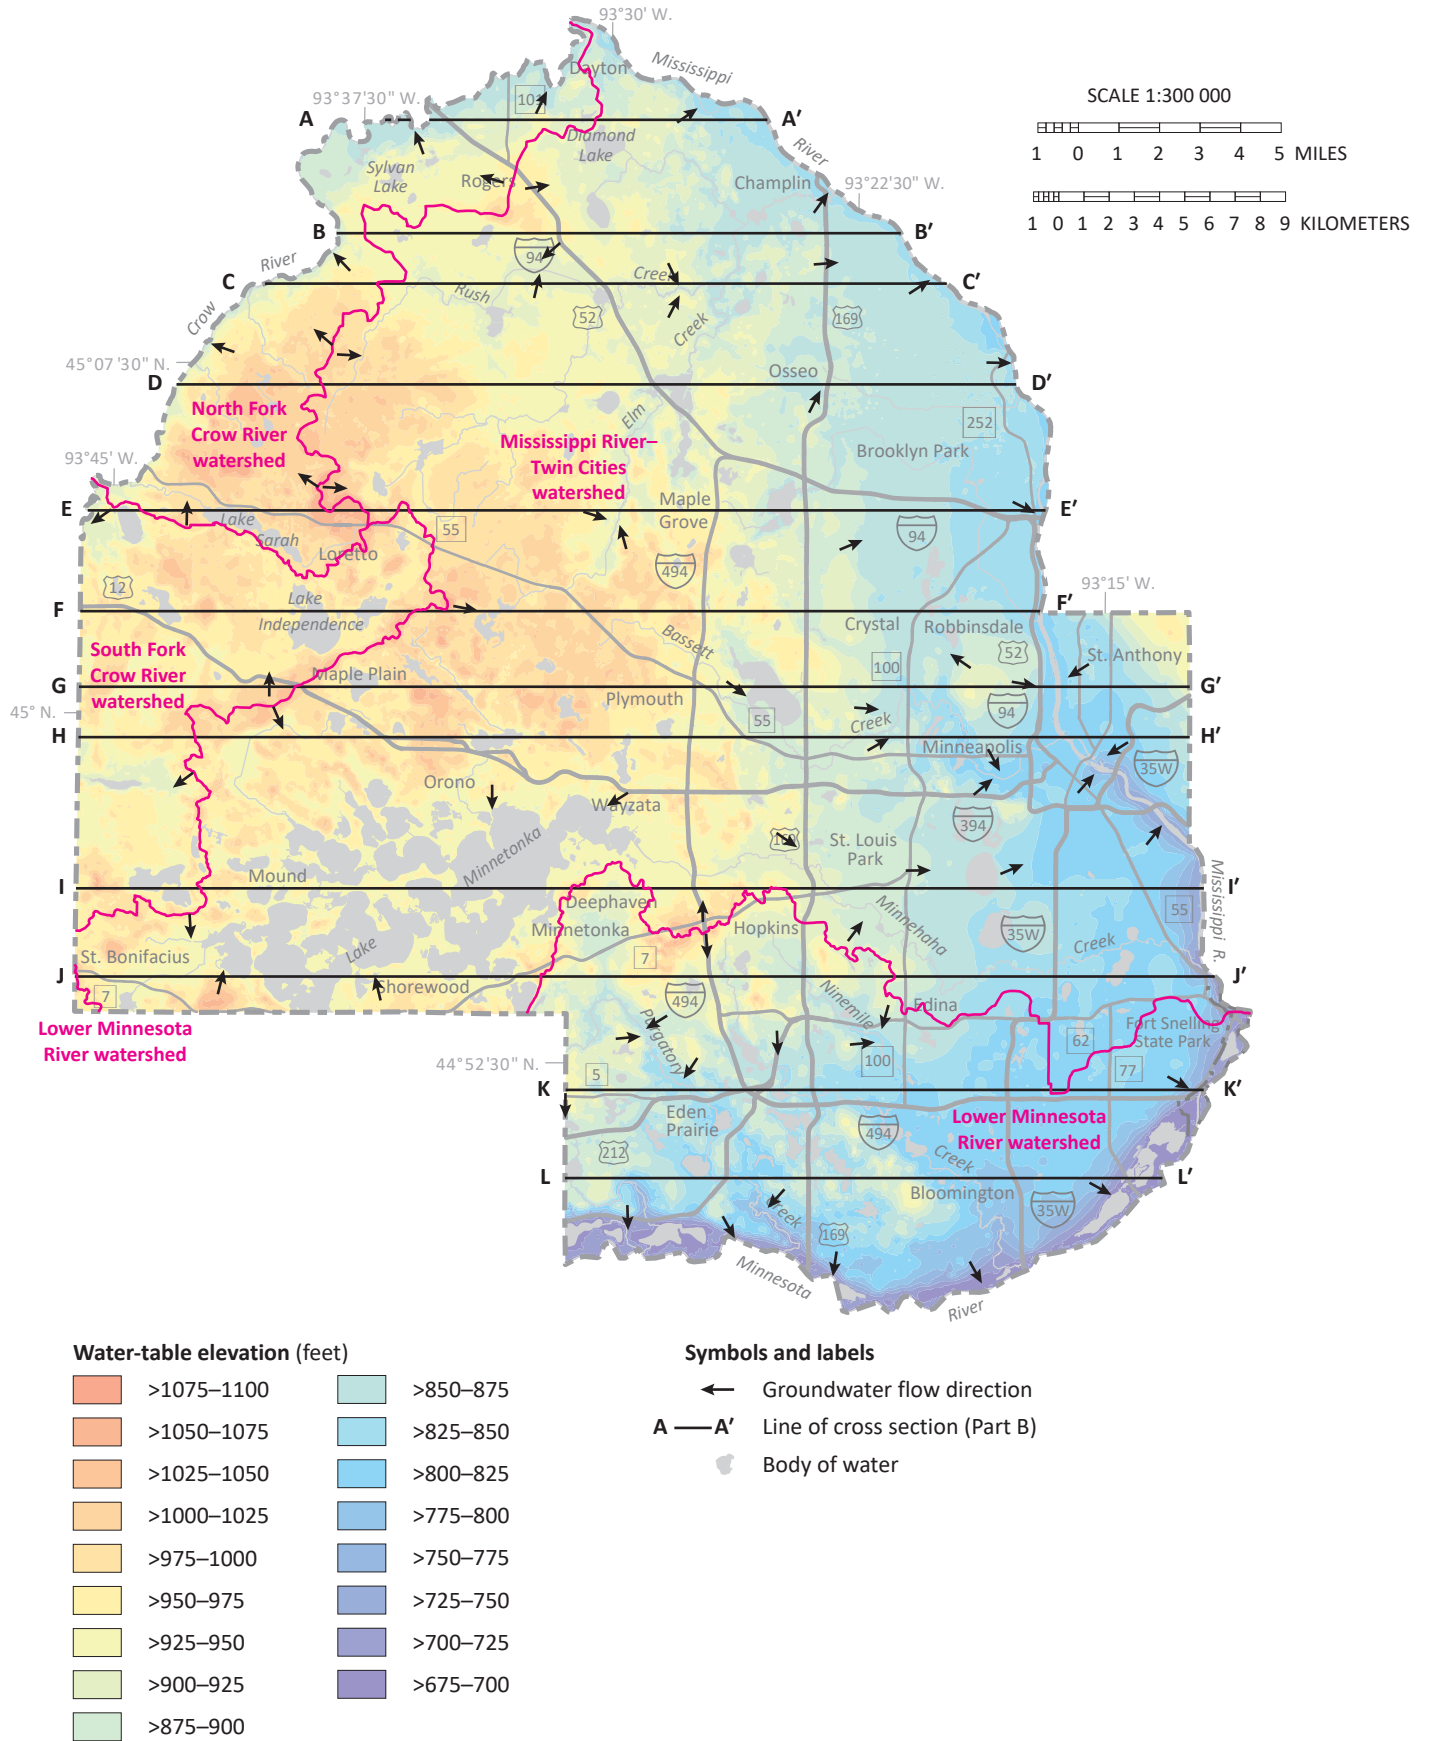 93°30' W.
Mississippi
Dayton
SCALE 1:300 000
93°37'30" W.
101
A
A′
1 0 1 2 3 4 5 MILES
Diamond
Lake
River
Sylvan
Lake
Rogers
Champlin
93°22'30" W.
1 0 1 2 3 4 5 6 7 8 9 KILOMETERS
B
B′
94
River
Creek
C
C′
Rush
52
169
Crow
Creek
45°07'30" N.
Osseo
D
D′
North Fork
Crow River
watershed
Elm
252
Mississippi River–
Twin Cities
watershed
Brooklyn Park
93°45' W.
Maple
Grove
E
E′
Lake
Sarah
55
94
Loretto
494
93°15' W.
12
F
F′
Lake
Independence
Crystal
Robbinsdale
Bassett
52
St. Anthony
South Fork
Crow River
watershed
100
Maple Plain
G
G′
Plymouth
45° N.
55
94
Creek
H
H′
Minneapolis
35W
Orono
Wayzata
394
Minnetonka
169
St. Louis
Park
Mound
I
I′
Mississippi R.
Deephaven
55
Minnetonka
Hopkins
Minnehaha
35W
Creek
Lake
St. Bonifacius
7
J
J′
Shorewood
7
494
Ninemile
Edina
Lower Minnesota
River watershed
Purgatory
Fort Snelling
State Park
62
44°52'30" N.
5
100
77
K
K′
Eden
Prairie
Lower Minnesota
River watershed
494
212
Creek
L
L′
Bloomington
Creek
35W
169
Minnesota
River
Water-table elevation (feet)
>1075–1100
>1050–1075
>1025–1050
>1000–1025
>975–1000
>950–975
>925–950
>900–925
>875–900
>850–875
>825–850
>800–825
>775–800
>750–775
>725–750
>700–725
>675–700
Symbols and labels
Groundwater flow direction
A A′ Line of cross section (Part B)
Body of water